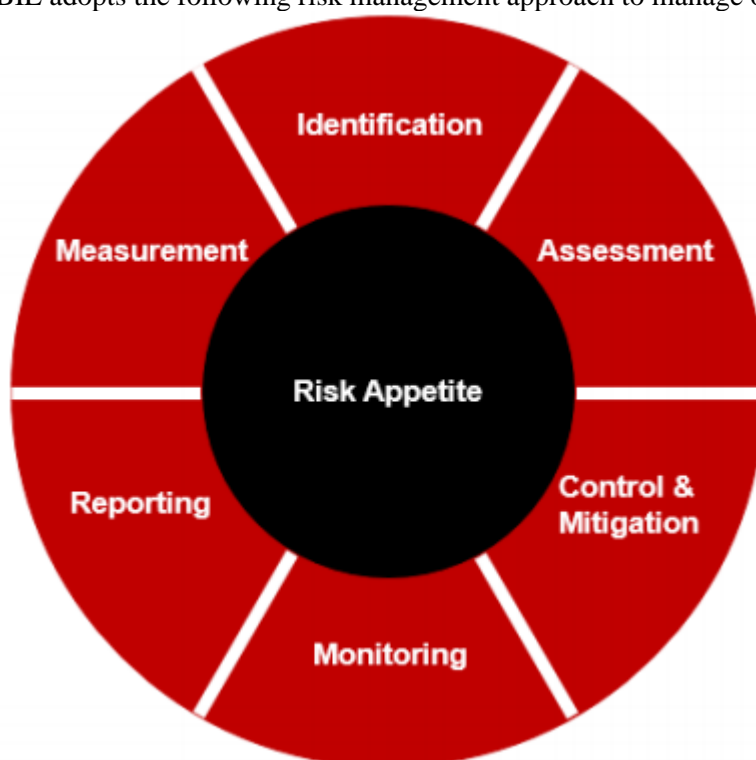 adopts the following risk management approach to manage
Identification
Assessment
Control &
Mitigation
Monitoring
Reporting
Measurement
Risk Appetite